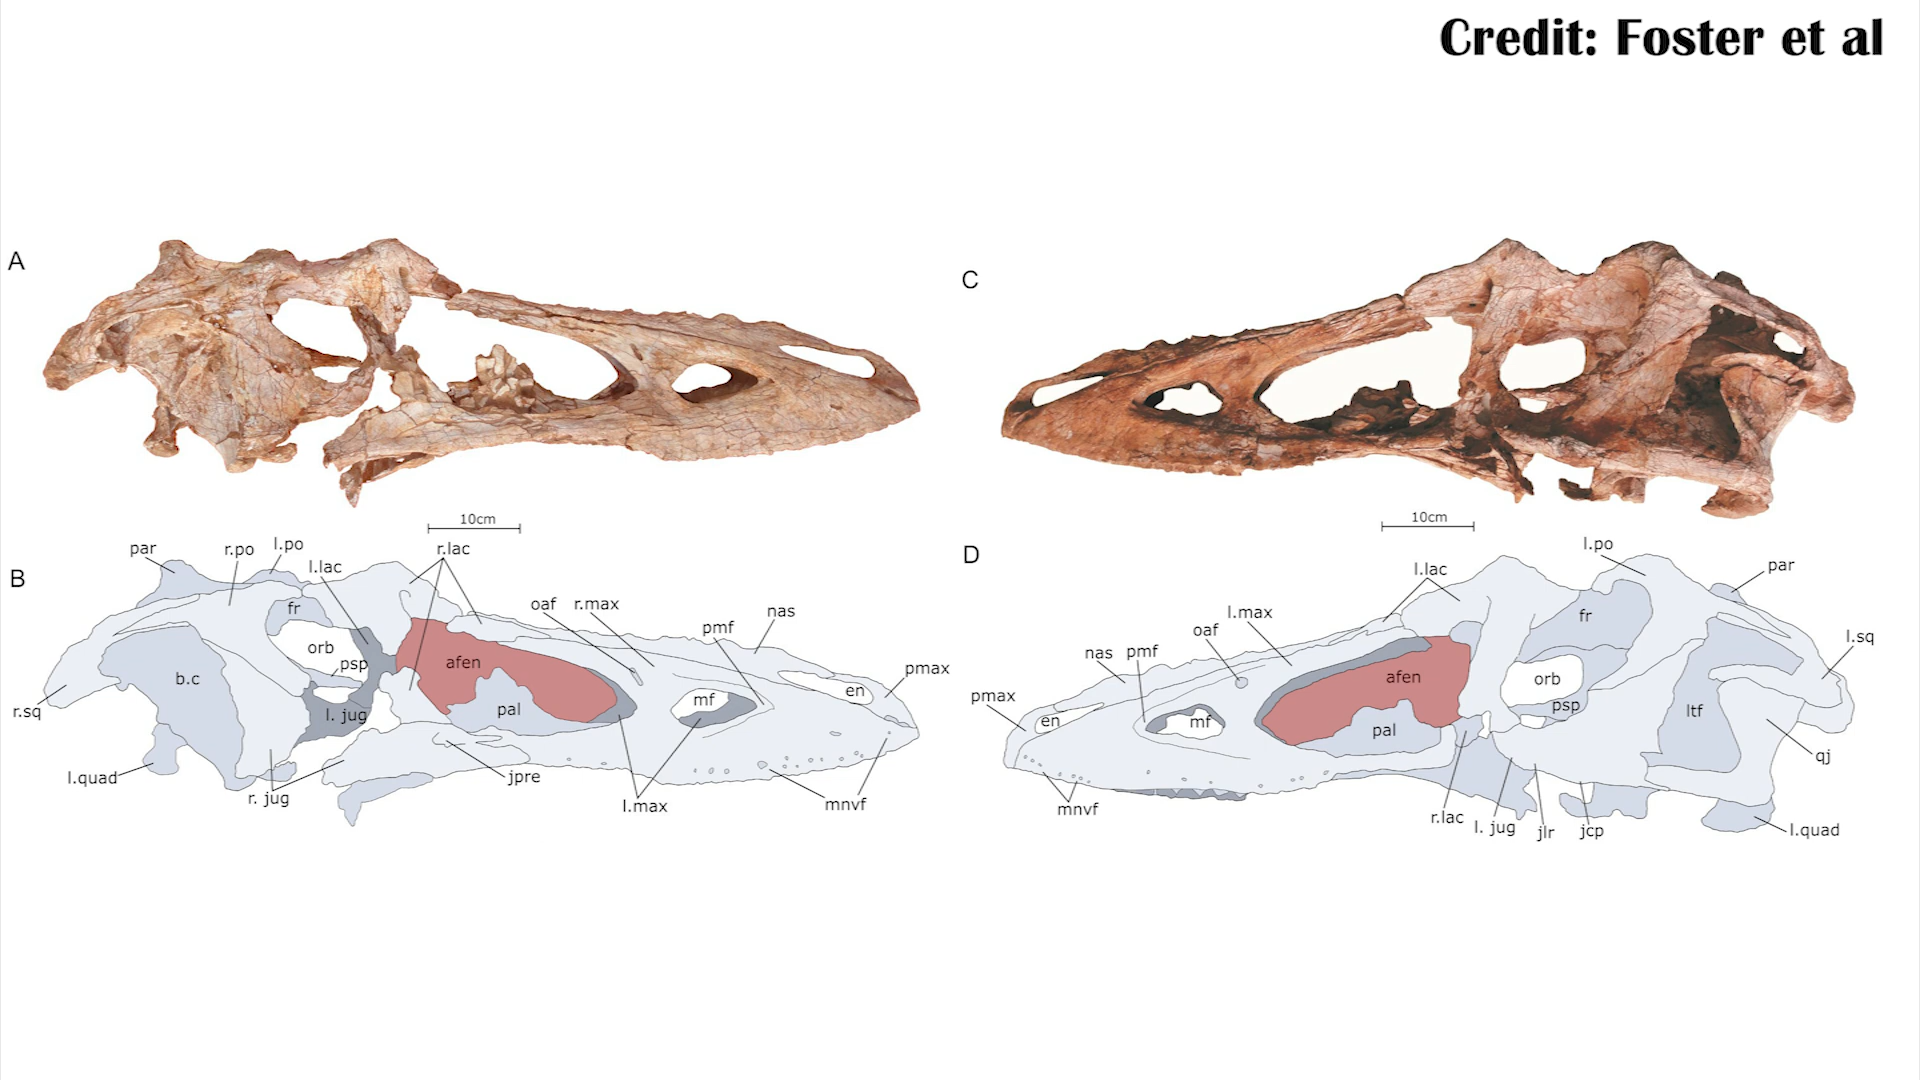 Credit: Foster et al
A
C
10cm
10cm
B
par
r.po
l.po
l.lac
r.lac
fr
orb
psp
b.c
l. jug
r.sq
l.quad
r. jug
afen
pal
oaf
r.max
pmf
nas
mf
en
pmax
jpre
l.max
mnvf
D
l.po
par
l.lac
l.max
oaf
nas
pmf
pmax
en
mf
afen
pal
fr
orb
psp
ltf
l.sq
qj
mnvf
r.lac
l. jug
jlr
jcp
l.quad